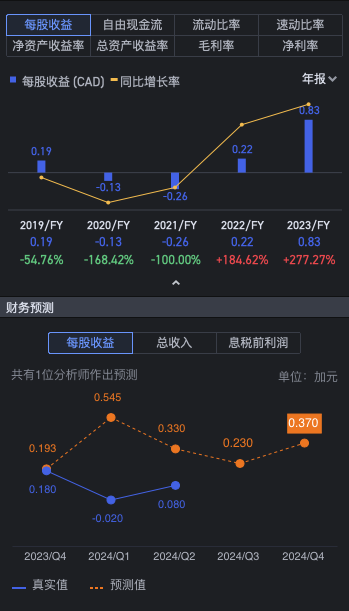 每股收益 自由现金流 流动比率 速动比率
净资产收益率 总资产收益率 毛利率 净利率
每股收益 (CAD) 同比增长率 年报
0.19 -0.13 -0.26 0.22 0.83
2019/FY 2020/FY 2021/FY 2022/FY 2023/FY
0.19 -0.13 -0.26 0.22 0.83
-54.76% -168.42% -100.00% +184.62% +277.27%
财务预测
每股收益 总收入 息税前利润
共有1位分析师作出预测 单位：加元
0.193 0.545 0.330 0.230 0.370
0.180 -0.020 0.080
2023/Q4 2024/Q1 2024/Q2 2024/Q3 2024/Q4
真实值 预测值